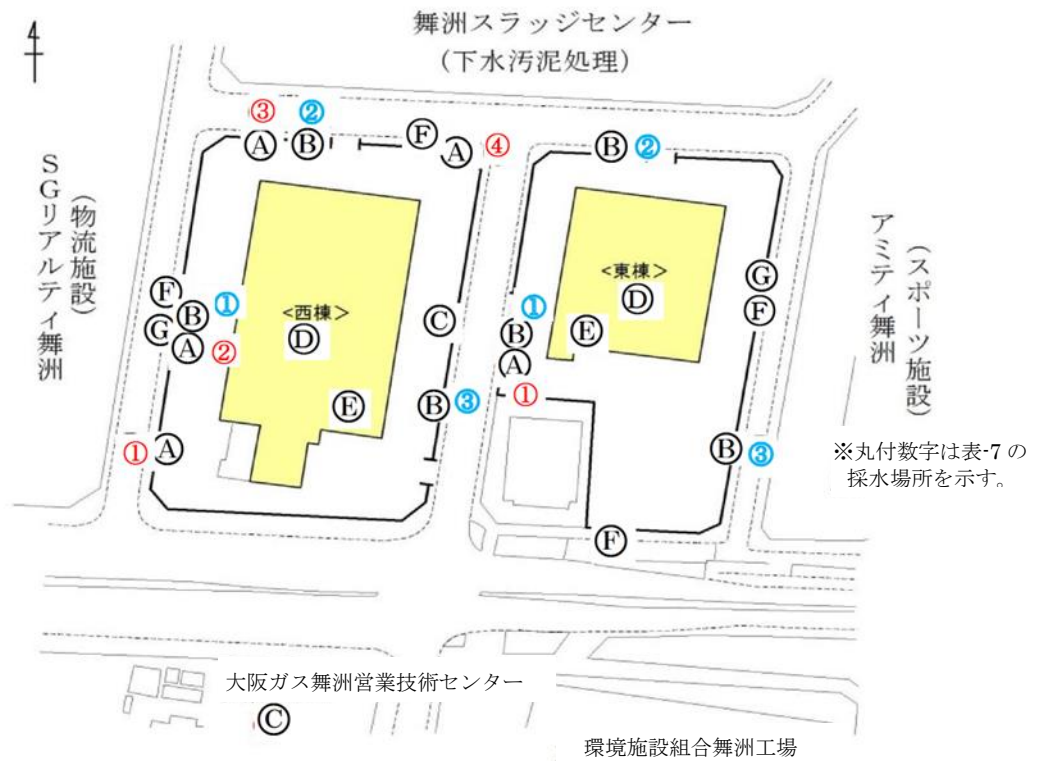 4
舞洲スラッジセンター
(下水汚泥処理)
③ ②
Ⓐ Ⓑ Ⓕ Ⓐ ④ Ⓑ ②
SGリアルティ舞洲
(物流施設)
アミティ舞洲
(スポーツ施設)
<西棟>
Ⓓ
<東棟>
Ⓓ
Ⓔ
Ⓕ
Ⓑ ①
Ⓖ Ⓐ ②
Ⓒ
①
Ⓑ
Ⓐ
①
Ⓖ
Ⓕ
Ⓔ
Ⓑ ③
① Ⓐ
Ⓑ ③
※丸付数字は表-7 の
採水場所を示す。
Ⓕ
大阪ガス舞洲営業技術センター
Ⓒ
環境施設組合舞洲工場